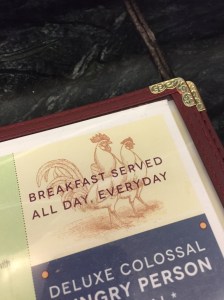 BREAKFAST SERVED
ALL DAY, EVERYDAY
DELUXE COLOSSAL
HUNGRY PERSON